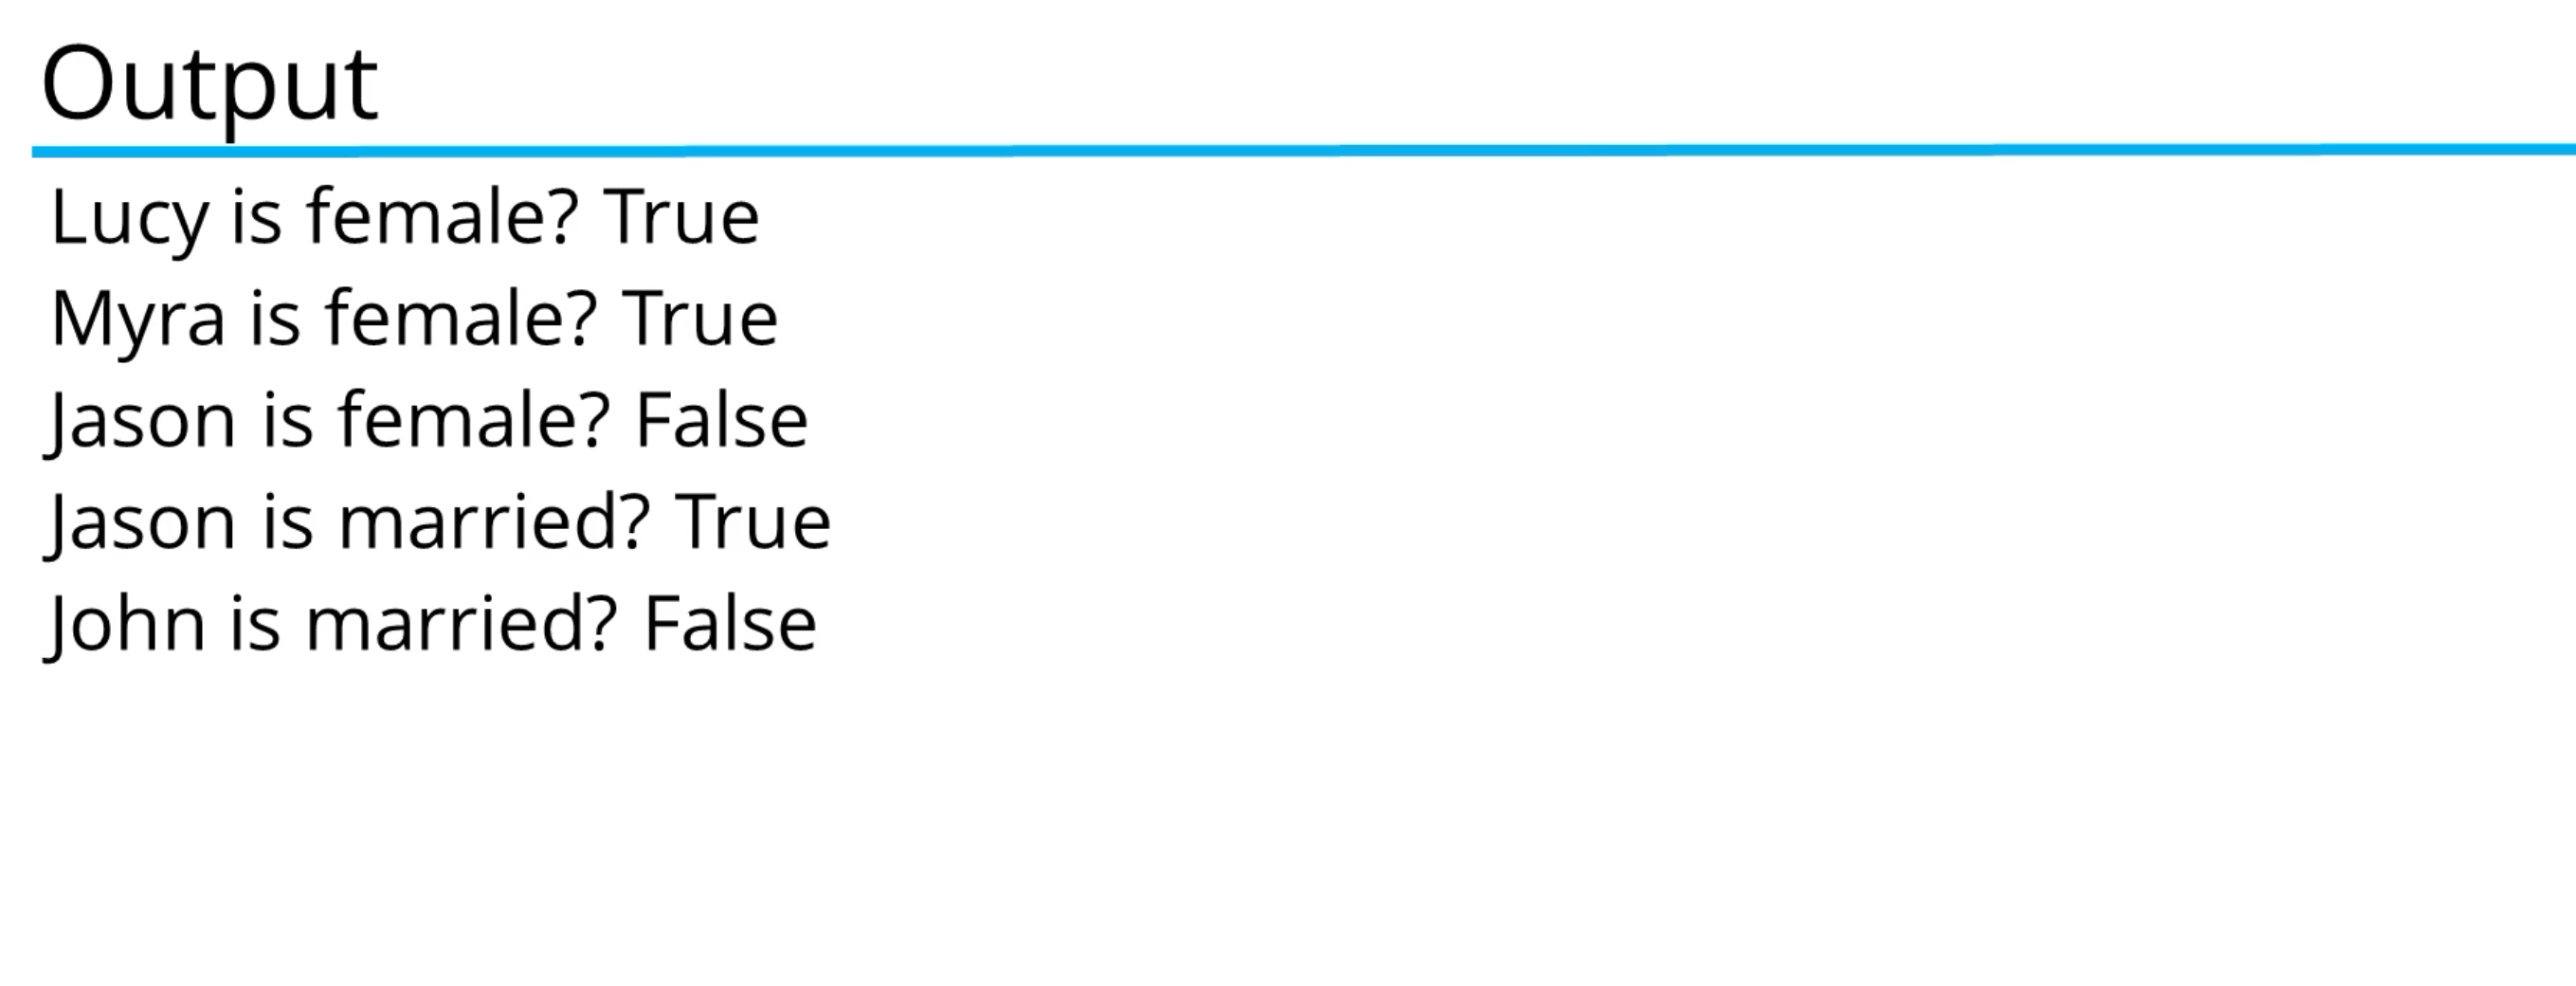 Output
Lucy is female? True
Myra is female? True
Jason is female? False
Jason is married? True
John is married? False